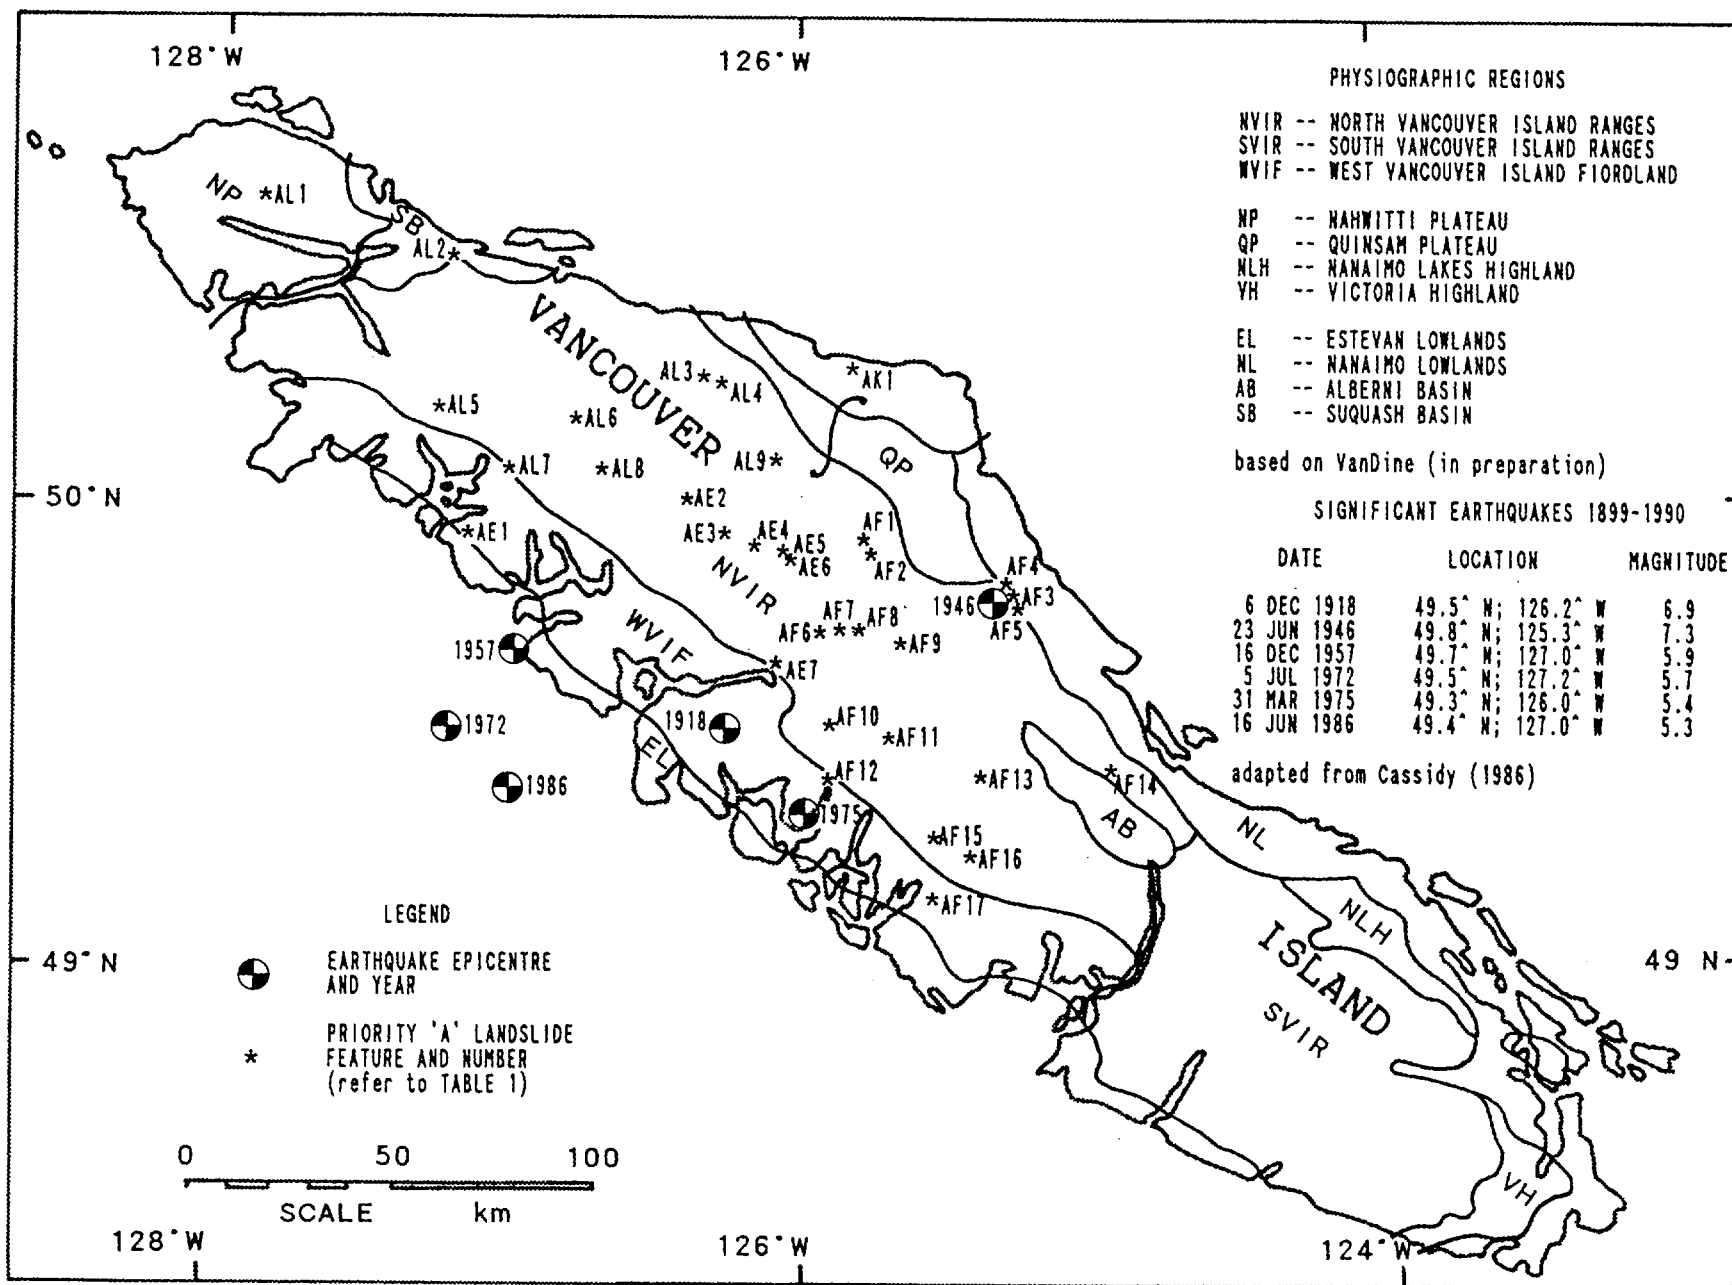 128°W
126°W
PHYSIOGRAPHIC REGIONS
NVIR -- NORTH VANCOUVER ISLAND RANGES
SVIR -- SOUTH VANCOUVER ISLAND RANGES
WVIF -- WEST VANCOUVER ISLAND FIORDLAND
NP -- NAHWITTI PLATEAU
QP -- QUINSAM PLATEAU
NLH -- NANAIMO LAKES HIGHLAND
VH -- VICTORIA HIGHLAND
EL -- ESTEVAN LOWLANDS
NL -- NANAIMO LOWLANDS
AB -- ALBERNI BASIN
SB -- SUQUASH BASIN
based on VanDine (in preparation)
SIGNIFICANT EARTHQUAKES 1899-1990
DATE LOCATION MAGNITUDE
6 DEC 1918 49.5^ N; 126.2^ W 6.9
23 JUN 1946 49.8^ N; 125.3^ W 7.3
16 DEC 1957 49.7^ N; 127.0^ W 5.9
5 JUL 1972 49.5^ N; 127.2^ W 5.7
31 MAR 1975 49.3^ N; 126.0^ W 5.4
16 JUN 1986 49.4^ N; 127.0^ W 5.3
adapted from Cassidy (1986)
NP
*AL1
SB
AL2*
VANCOUVER
AL3*
*AL4
*AK1
*AL5
*AL6
QP
*AL7
*AL8
AL9*
50°N
*AE2
*AE1
AE3*
AE4
*AE5
*AE6
AF1
*AF2
NVIR
AF4
*AF3
1946
AF5
WVIF
AF7
*AF8
AF6*
*AF9
1957
*AE7
1972
1918
*AF10
*AF11
EL
AF12
*AF13
*AF14
1986
1975
AB
NL
*AF15
*AF16
*AF17
NLH
ISLAND
SVIR
VH
49°N
49 N
LEGEND
EARTHQUAKE EPICENTRE
AND YEAR
PRIORITY 'A' LANDSLIDE
* FEATURE AND NUMBER
(refer to TABLE 1)
0 50 100
SCALE km
128°W
126°W
124°W